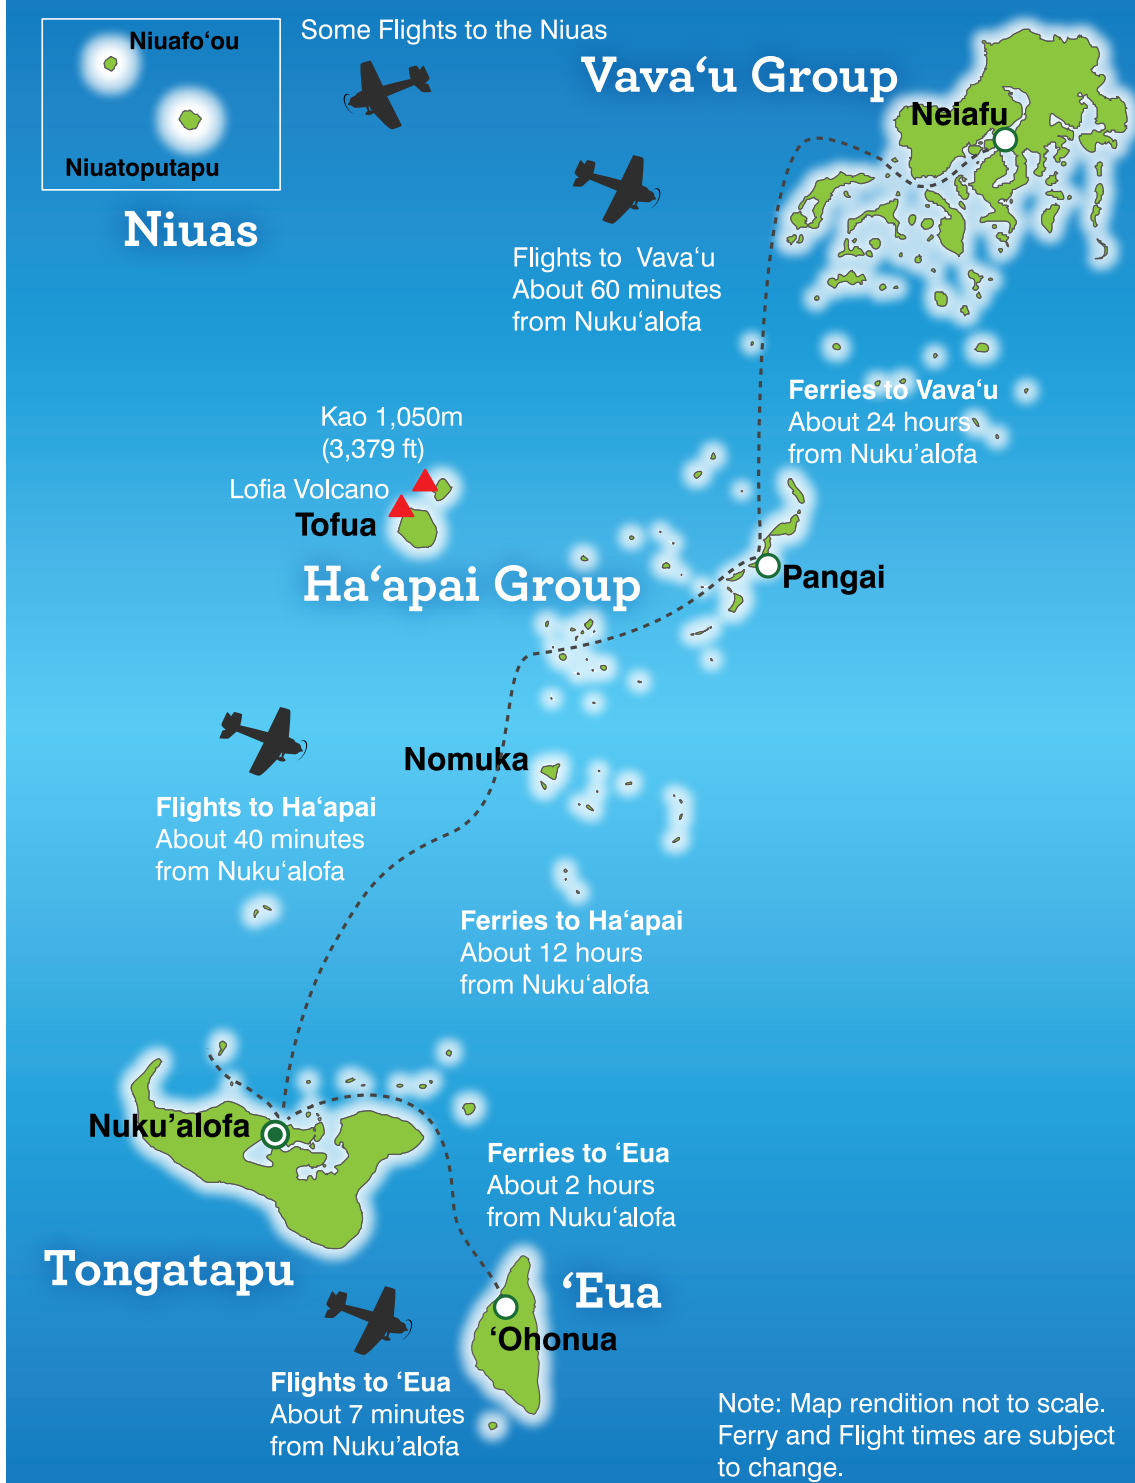 Niuafo‘ou
Niuatoputapu
Niuas
Some Flights to the Niuas
Vava‘u Group
Neiafu
Flights to Vava‘u
About 60 minutes
from Nuku‘alofa
Ferries to Vava‘u
About 24 hours
from Nuku’alofa
Kao 1,050m
(3,379 ft)
Lofia Volcano
Tofua
Ha‘apai Group
Pangai
Nomuka
Flights to Ha‘apai
About 40 minutes
from Nuku‘alofa
Ferries to Ha‘apai
About 12 hours
from Nuku‘alofa
Nuku’alofa
Ferries to ‘Eua
About 2 hours
from Nuku‘alofa
Tongatapu
‘Eua
‘Ohonua
Flights to ‘Eua
About 7 minutes
from Nuku‘alofa
Note: Map rendition not to scale.
Ferry and Flight times are subject
to change.